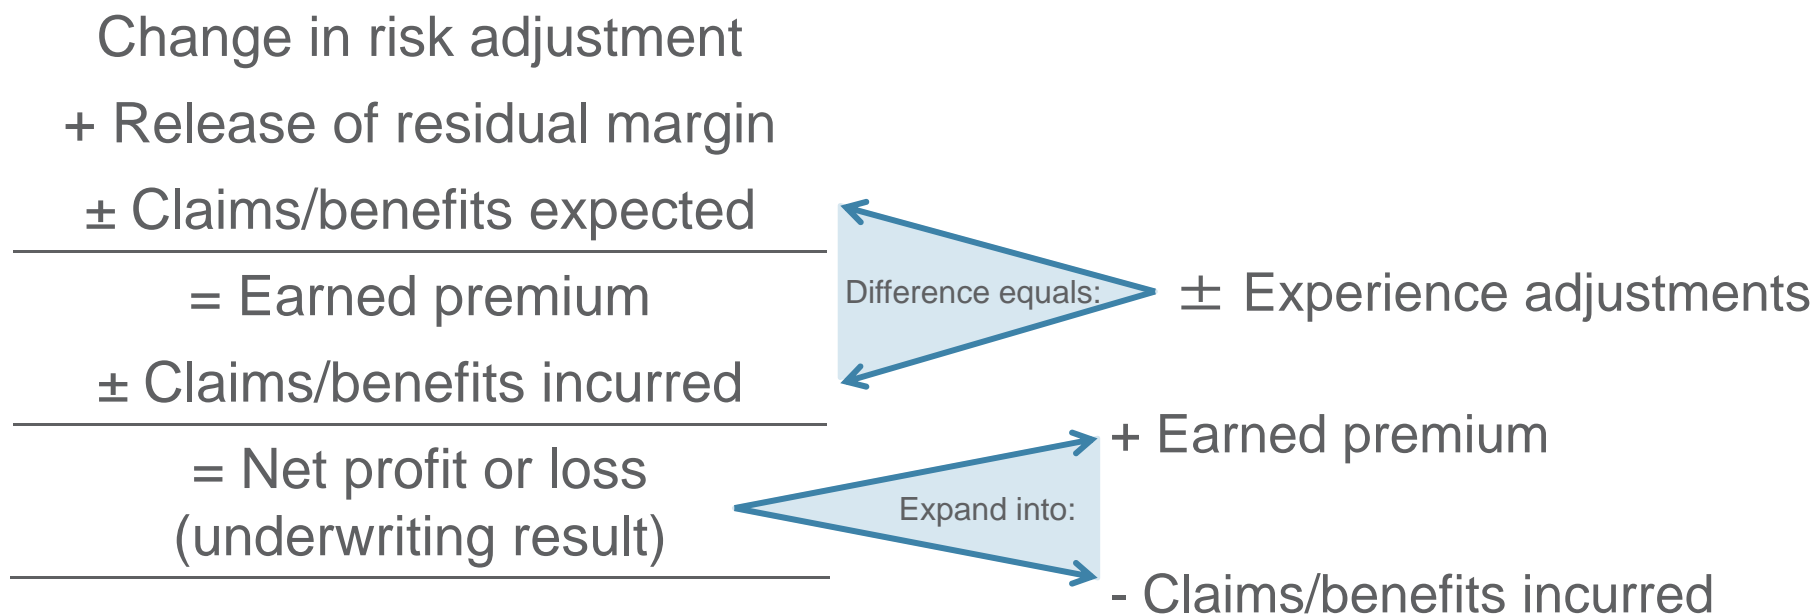 Change in risk adjustment
+ Release of residual margin
± Claims/benefits expected
= Earned premium
± Claims/benefits incurred
= Net profit or loss
(underwriting result)
Difference equals:
± Experience adjustments
Expand into:
+ Earned premium
- Claims/benefits incurred